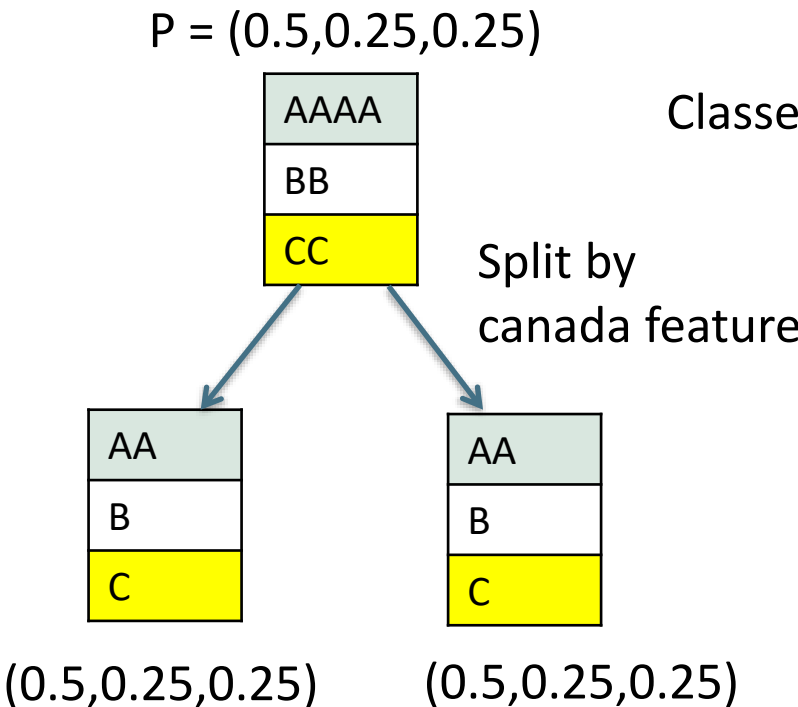 P = (0.5,0.25,0.25)
AAAA
Classe
BB
CC
Split by
canada feature
AA
B
C
AA
B
C
(0.5,0.25,0.25)
(0.5,0.25,0.25)